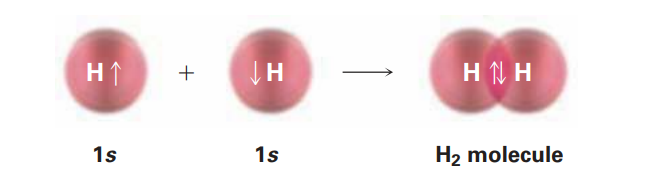 H↑ + ↓H ⟶ H ↑↓ H
1s 1s H₂ molecule